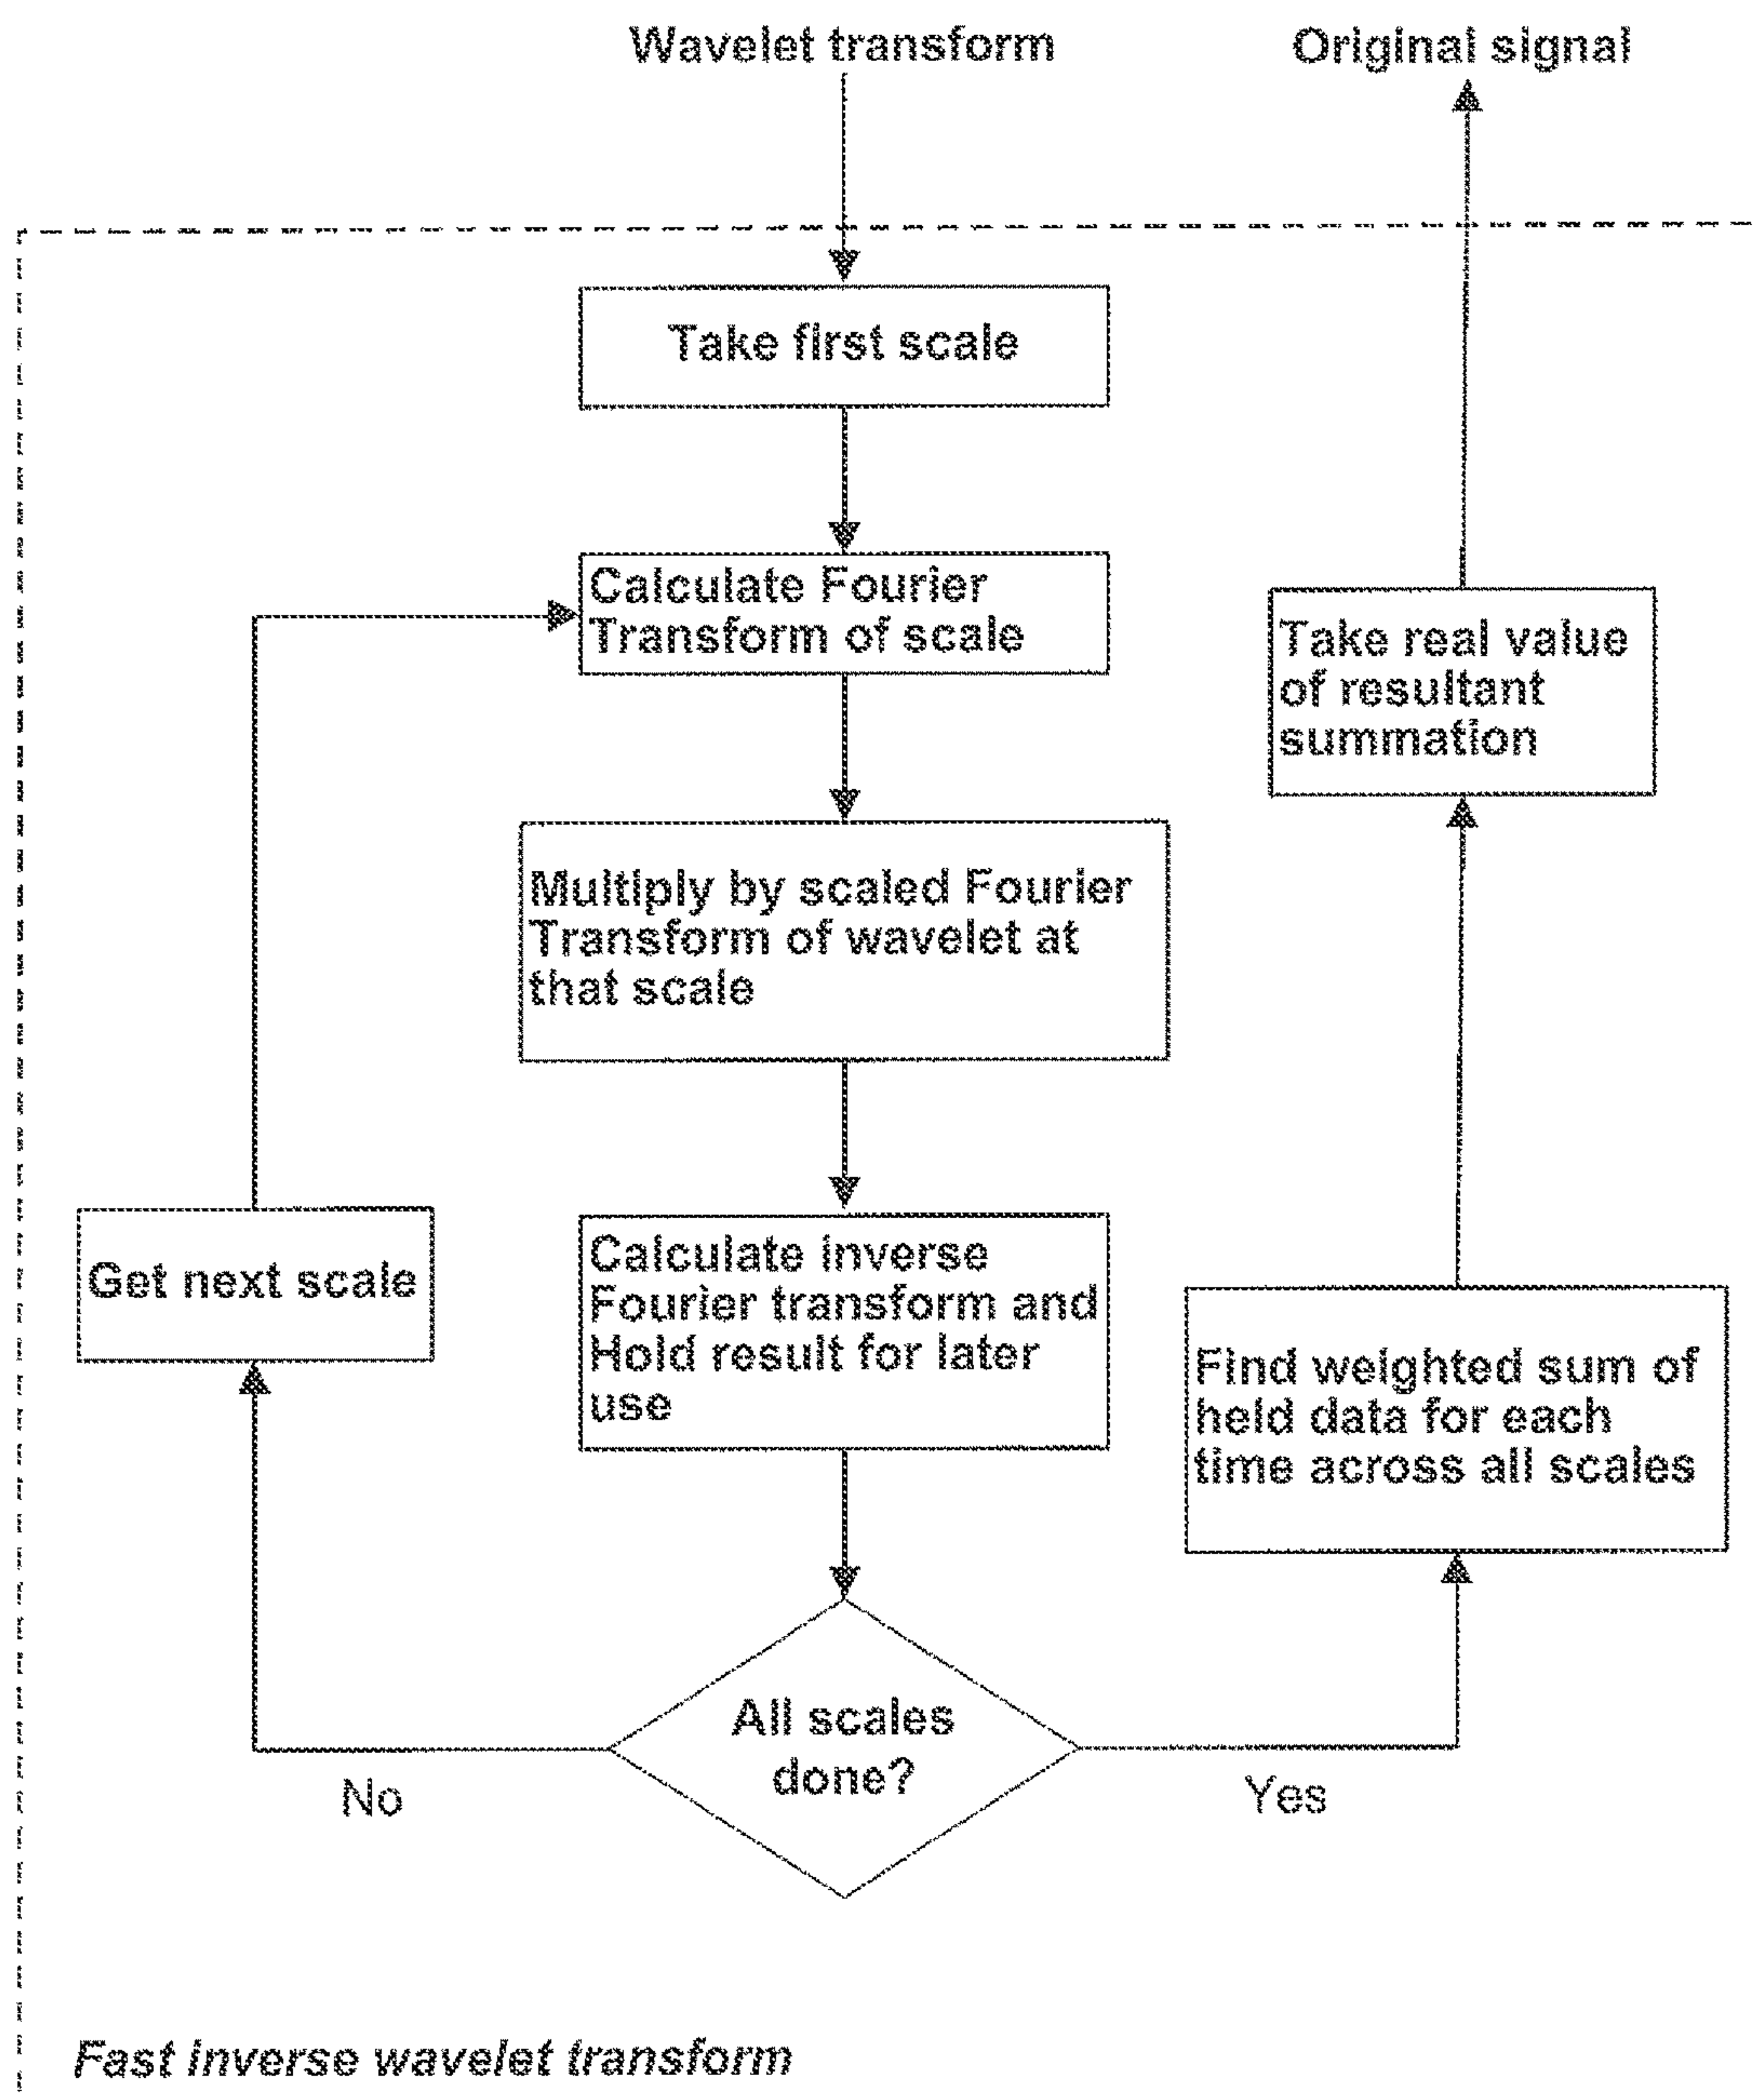 Wavelet transform
Original signal
Take first scale
Calculate Fourier
Transform of scale
Take real value
of resultant
summation
Multiply by scaled Fourier
Transform of wavelet at
that scale
Get next scale
Calculate inverse
Fourier transform and
Hold result for later
use
Find weighted sum of
held data for each
time across all scales
All scales
done?
No
Yes
Fast inverse wavelet transform